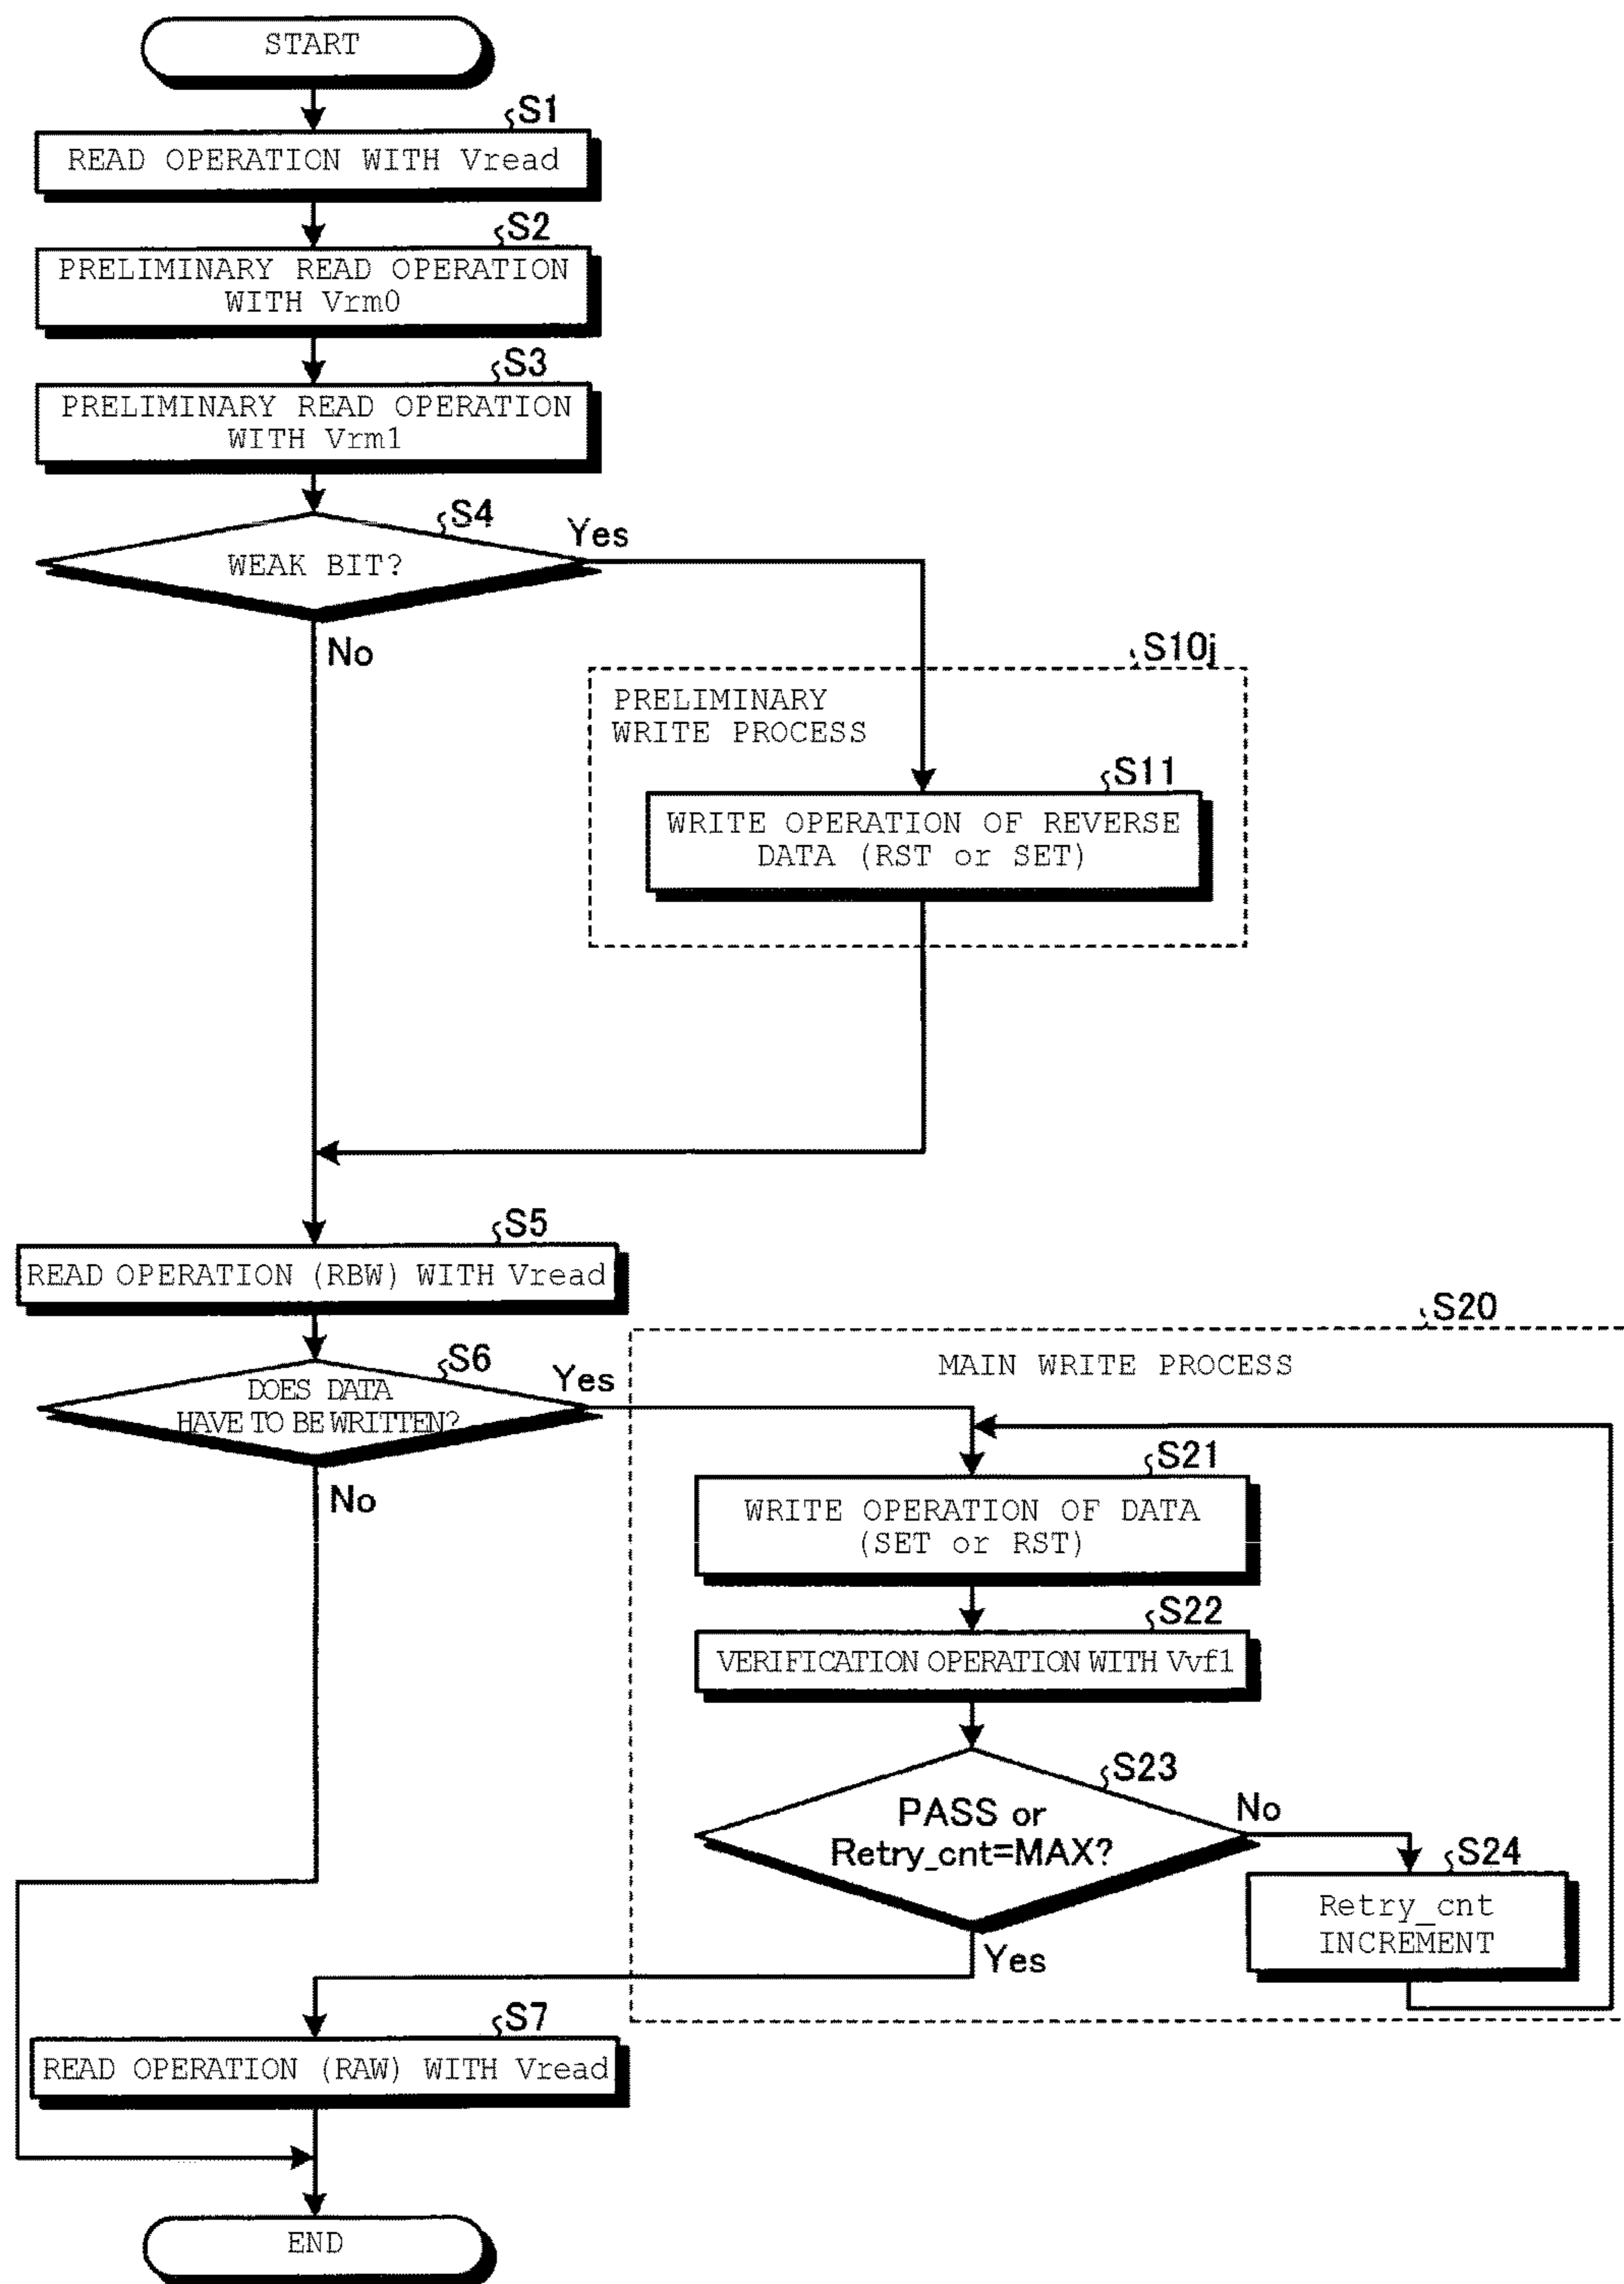 START
S1
READ OPERATION WITH Vread
S2
PRELIMINARY READ OPERATION
WITH Vrm0
S3
PRELIMINARY READ OPERATION
WITH Vrm1
S4
WEAK BIT?
Yes
No
S10j
PRELIMINARY
WRITE PROCESS
S11
WRITE OPERATION OF REVERSE
DATA (RST or SET)
S5
READ OPERATION (RBW) WITH Vread
S6
DOES DATA
HAVE TO BE WRITTEN?
Yes
No
S20
MAIN WRITE PROCESS
S21
WRITE OPERATION OF DATA
(SET or RST)
S22
VERIFICATION OPERATION WITH Vvf1
S23
PASS or
Retry_cnt=MAX?
No
Yes
S24
Retry_cnt
INCREMENT
S7
READ OPERATION (RAW) WITH Vread
END